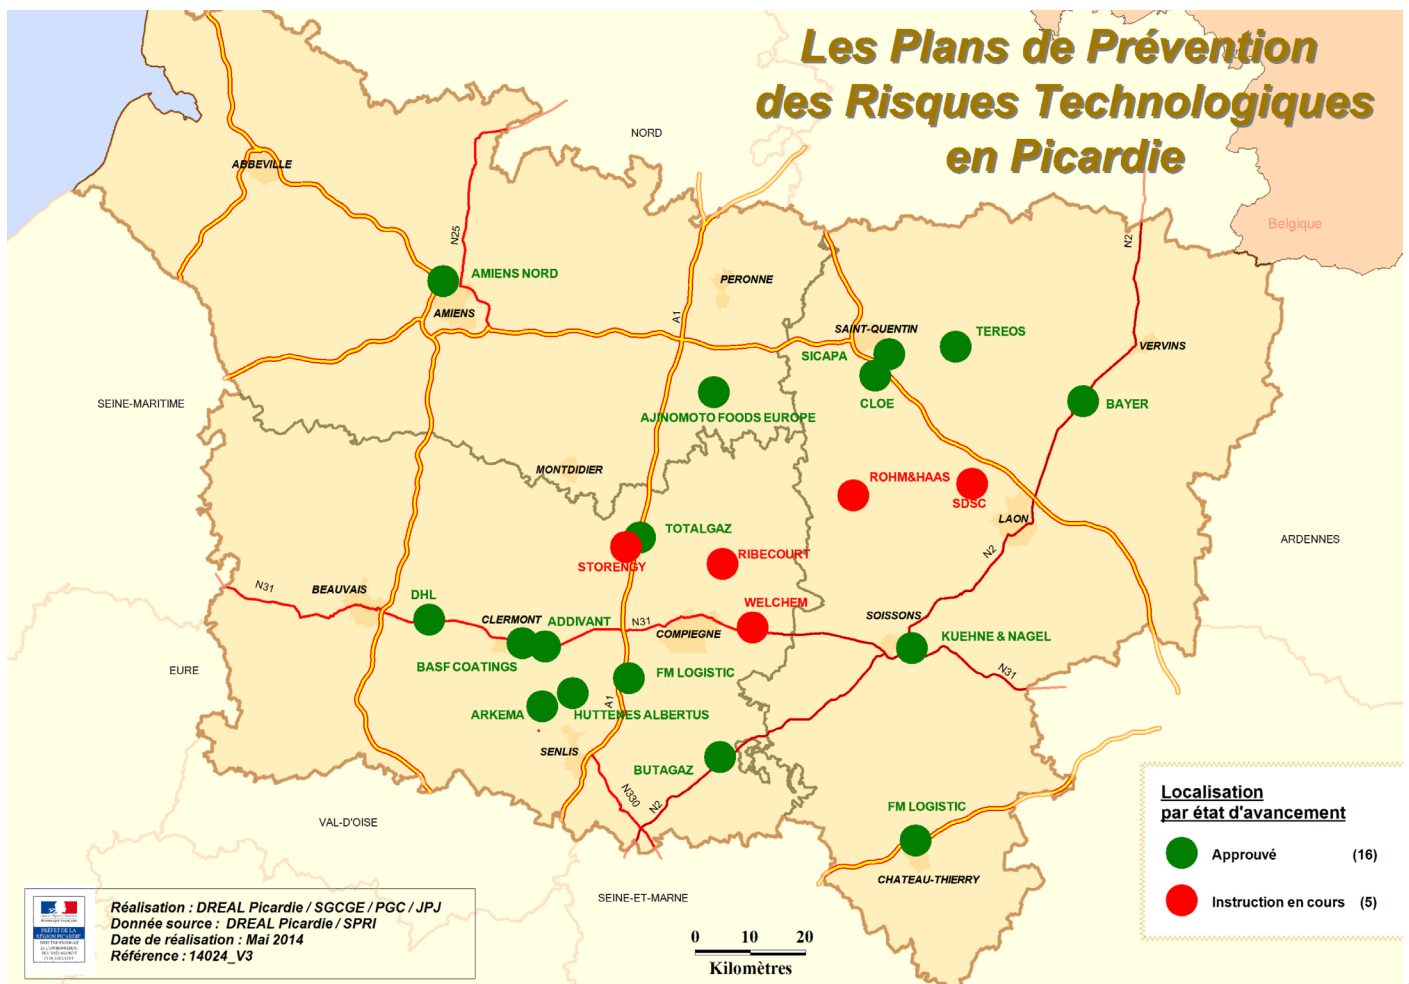 Les Plans de Prévention
des Risques Technologiques
en Picardie
NORD
ABBEVILLE
Belgique
N25
N2
AMIENS NORD
PERONNE
AMIENS
A1
SAINT-QUENTIN
TEREOS
VERVINS
SICAPA
CLOE
SEINE-MARITIME
AJINOMOTO FOODS EUROPE
BAYER
MONTDIDIER
ROHM&HAAS
SDSC
LAON
TOTALGAZ
ARDENNES
STORENGY
RIBECOURT
N2
N31
BEAUVAIS
DHL
WELCHEM
CLERMONT
ADDIVANT
N31
COMPIEGNE
SOISSONS
KUEHNE & NAGEL
EURE
BASF COATINGS
FM LOGISTIC
N31
A1
ARKEMA
HUTTENES ALBERTUS
SENLIS
BUTAGAZ
N330
N2
VAL-D'OISE
FM LOGISTIC
CHATEAU-THIERRY
SEINE-ET-MARNE
Localisation
par état d'avancement
Approuvé (16)
Instruction en cours (5)
PRÉFET DE LA
RÉGION PICARDIE
Réalisation : DREAL Picardie / SGCGE / PGC / JPJ
Donnée source : DREAL Picardie / SPRI
Date de réalisation : Mai 2014
Référence : 14024_V3
0 10 20
Kilomètres